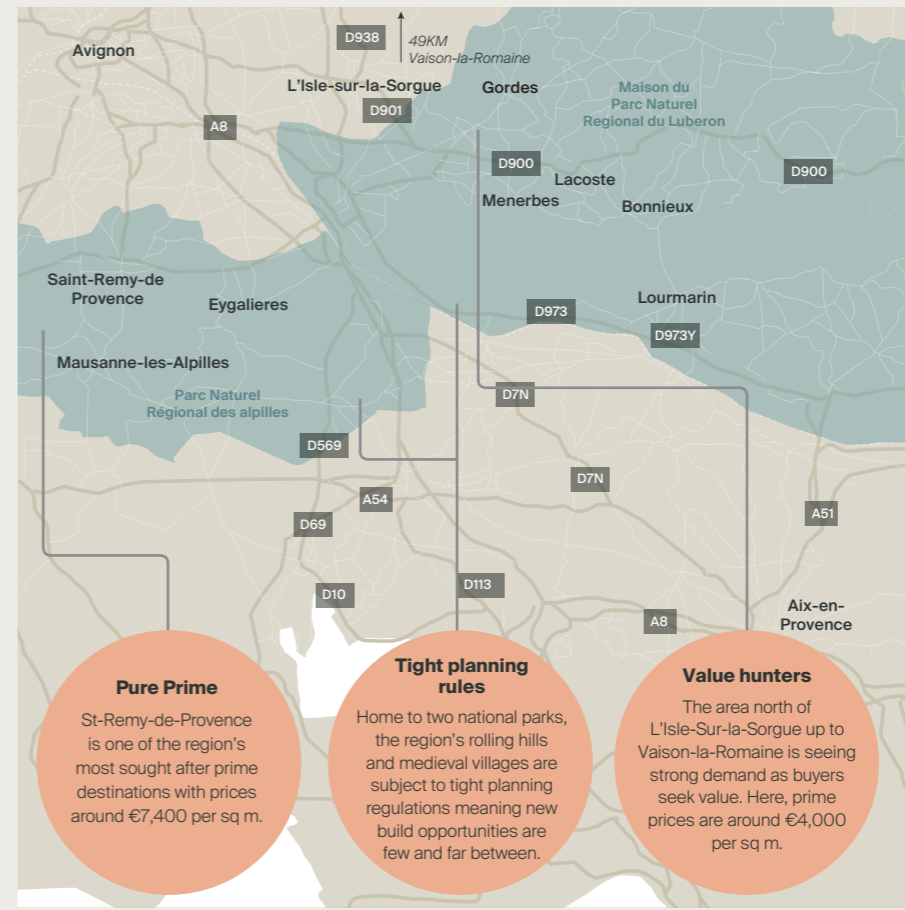 D938
49KM
Vaison-la-Romaine
Avignon
L'Isle-sur-la-Sorgue
Gordes
Maison du
Parc Naturel
Regional du Luberon
D901
A8
D900
D900
Lacoste
Menerbes
Bonnieux
Saint-Remy-de
Provence
Eygalieres
Lourmarin
D973
D973Y
Mausanne-les-Alpilles
Parc Naturel
Régional des alpilles
D7N
D569
D7N
A54
D69
A51
D10
D113
A8
Aix-en-
Provence
Pure Prime
St-Remy-de-Provence
is one of the region's
most sought after prime
destinations with prices
around €7,400 per sq m.
Tight planning
rules
Home to two national parks,
the region's rolling hills
and medieval villages are
subject to tight planning
regulations meaning new
build opportunities are
few and far between.
Value hunters
The area north of
L'Isle-Sur-la-Sorgue up to
Vaison-la-Romaine is seeing
strong demand as buyers
seek value. Here, prime
prices are around €4,000
per sq m.